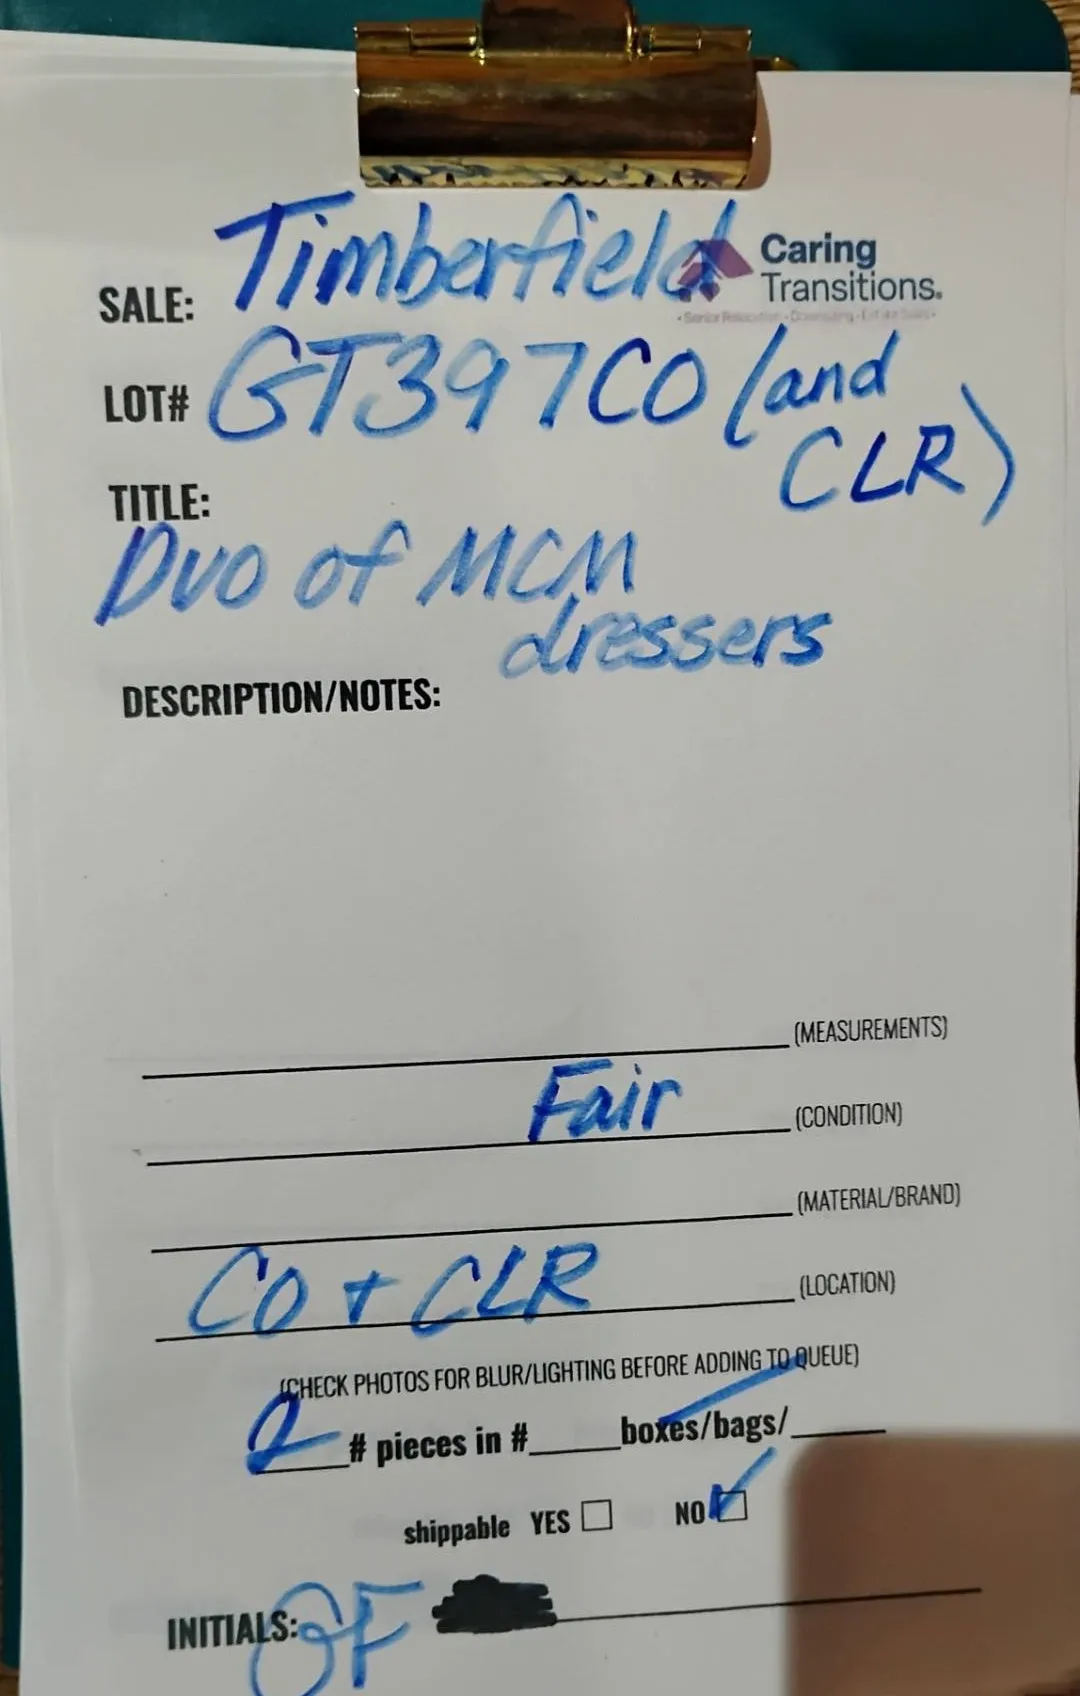 Timberfield
Caring
Transitions.
SALE:
LOT# GT397CO (and
CLR)
TITLE:
Duo of MCM
dressers
DESCRIPTION/NOTES:
(MEASUREMENTS)
Fair (CONDITION)
(MATERIAL/BRAND)
CO + CLR (LOCATION)
(CHECK PHOTOS FOR BLUR/LIGHTING BEFORE ADDING TO QUEUE)
2 # pieces in #_____boxes/bags/_____
shippable YES ☐ NO ☑
INITIALS: